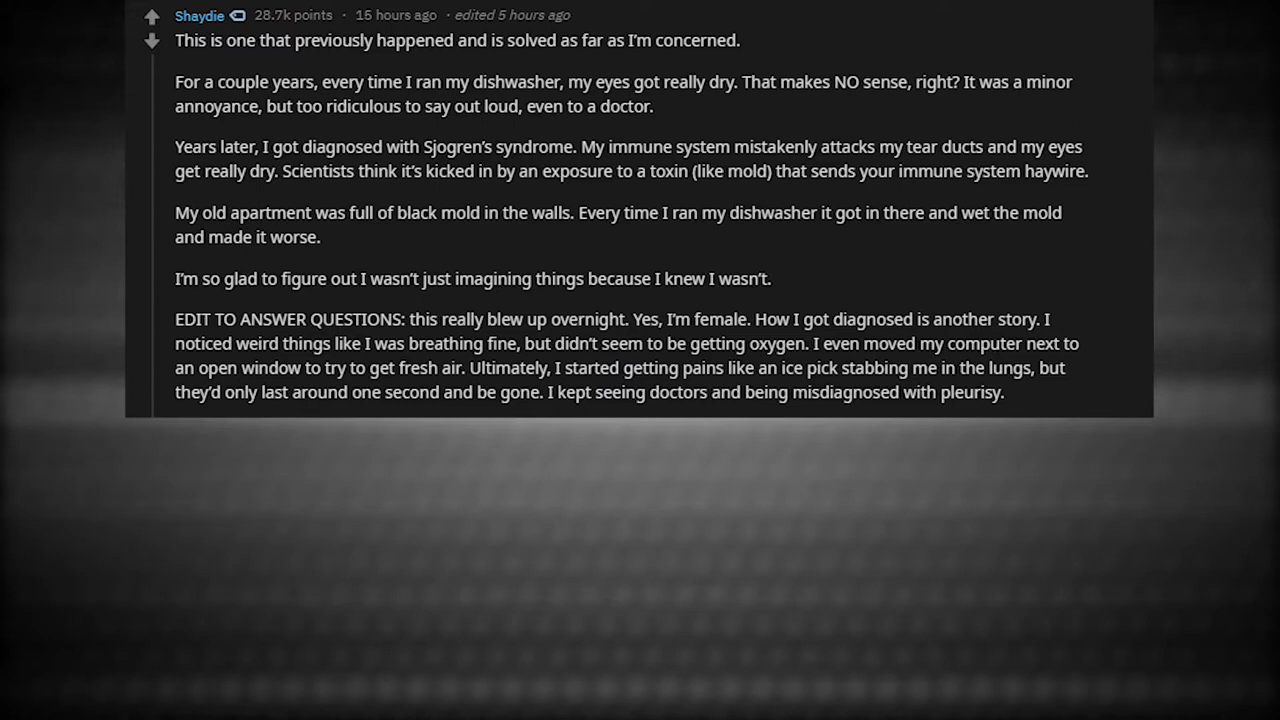 Shaydie 28.7k points · 15 hours ago · edited 5 hours ago
This is one that previously happened and is solved as far as I'm concerned.
For a couple years, every time I ran my dishwasher, my eyes got really dry. That makes NO sense, right? It was a minor
annoyance, but too ridiculous to say out loud, even to a doctor.
Years later, I got diagnosed with Sjogren's syndrome. My immune system mistakenly attacks my tear ducts and my eyes
get really dry. Scientists think it's kicked in by an exposure to a toxin (like mold) that sends your immune system haywire.
My old apartment was full of black mold in the walls. Every time I ran my dishwasher it got in there and wet the mold
and made it worse.
I'm so glad to figure out I wasn't just imagining things because I knew I wasn't.
EDIT TO ANSWER QUESTIONS: this really blew up overnight. Yes, I'm female. How I got diagnosed is another story. I
noticed weird things like I was breathing fine, but didn't seem to be getting oxygen. I even moved my computer next to
an open window to try to get fresh air. Ultimately, I started getting pains like an ice pick stabbing me in the lungs, but
they'd only last around one second and be gone. I kept seeing doctors and being misdiagnosed with pleurisy.